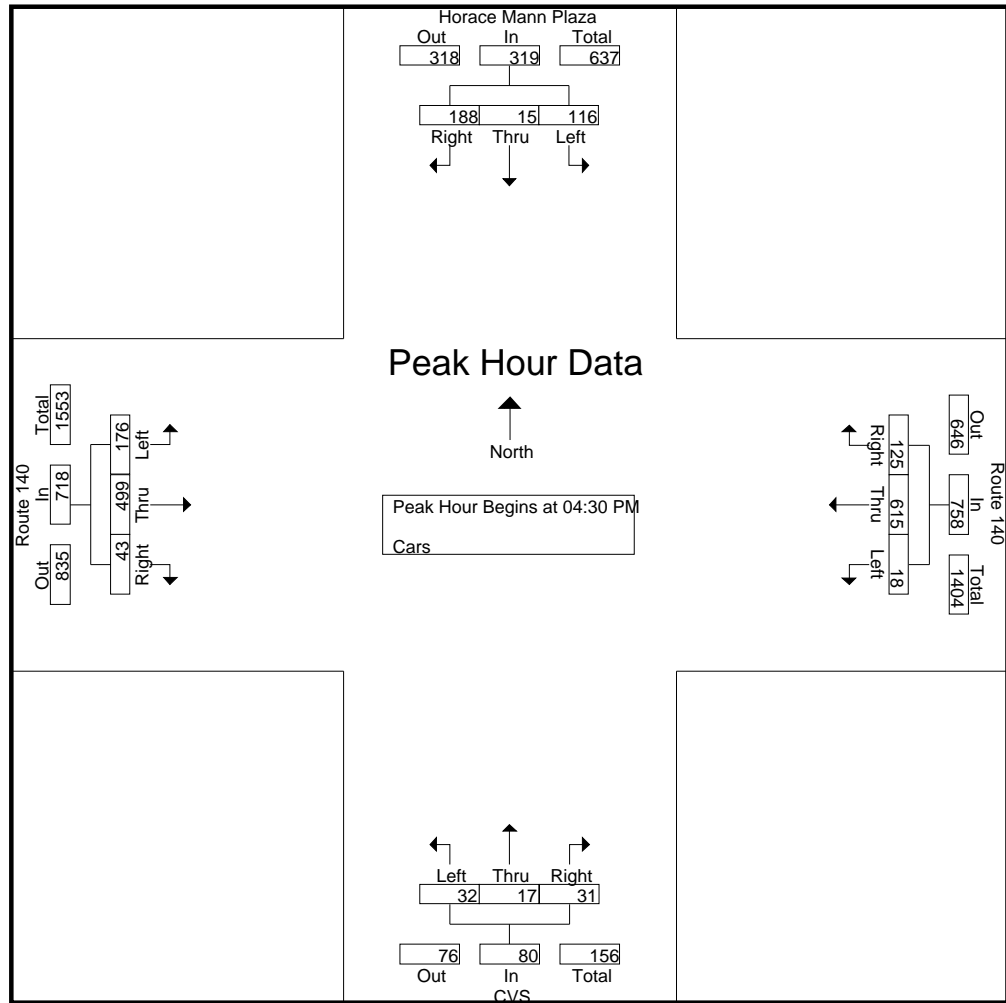 Horace Mann Plaza
Out In Total
318 319 637
188 15 116
Right Thru Left
Peak Hour Data
North
Peak Hour Begins at 04:30 PM
Cars
Route 140
Total In Out
1553 718 835
176 499 43
Left Thru Right
Right Thru Left
125 615 18
Out In Total
646 758 1404
Route 140
Left Thru Right
32 17 31
76 80 156
Out In Total
CVS